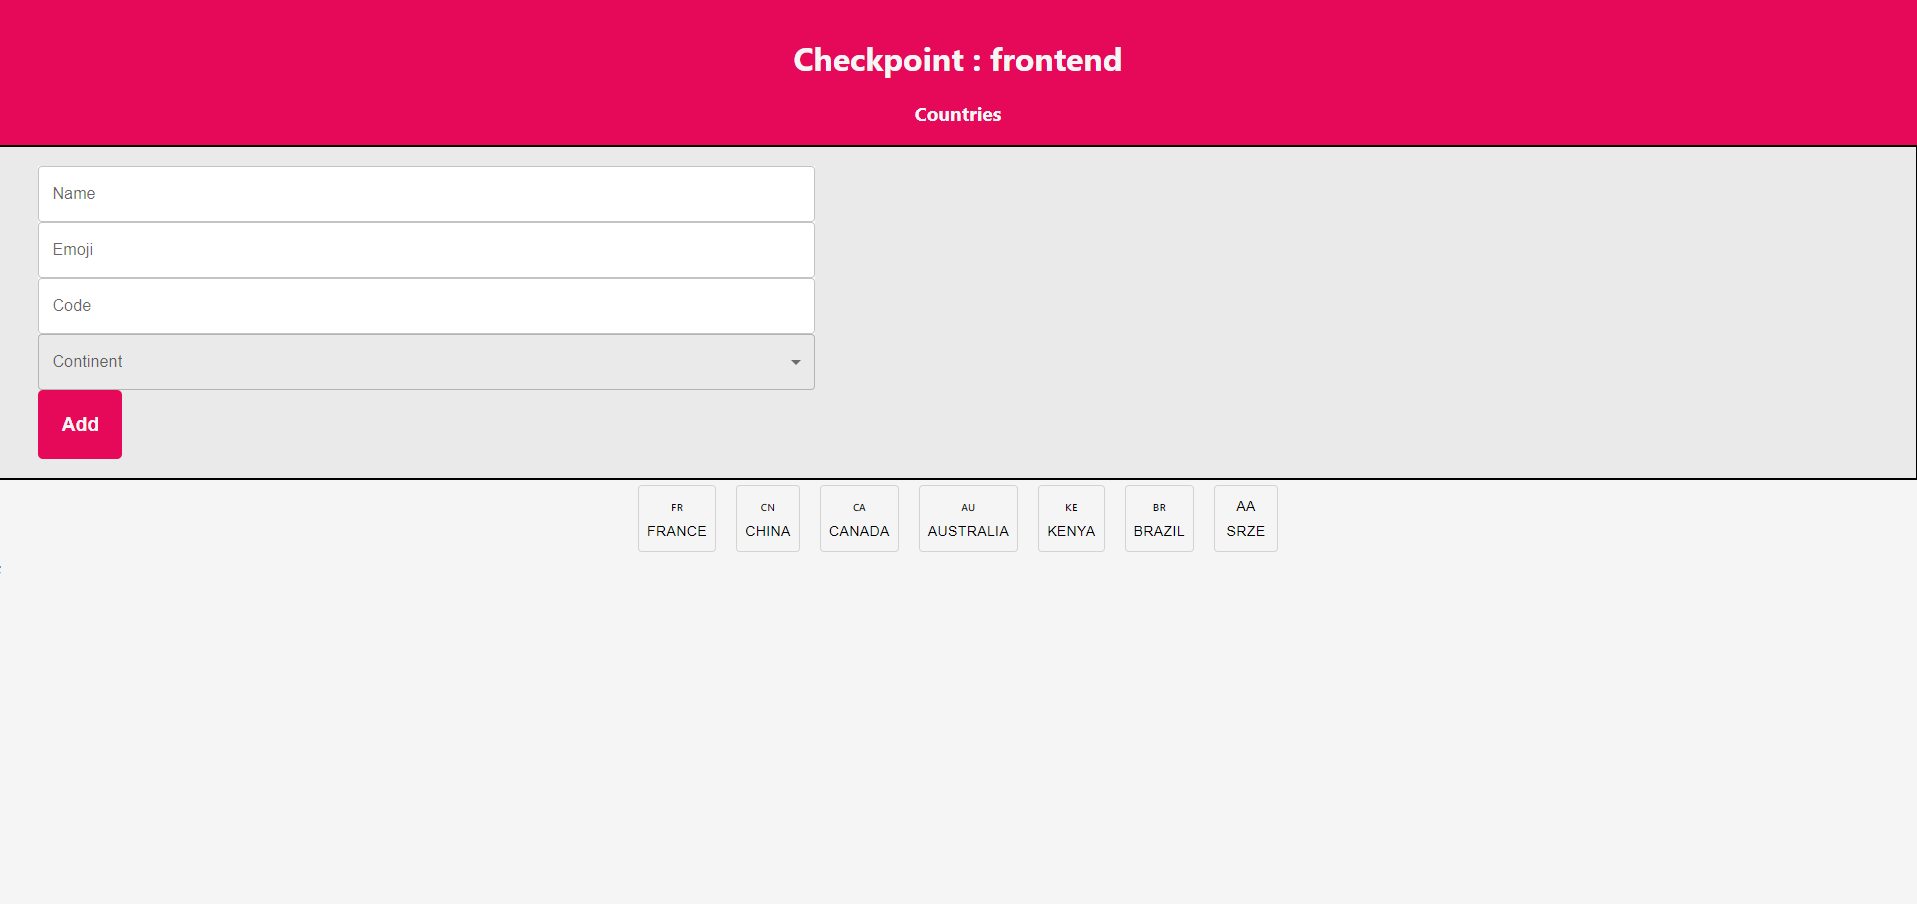 Checkpoint : frontend
Countries
Name
Emoji
Code
Continent
Add
FR CN CA AU KE BR AA
FRANCE CHINA CANADA AUSTRALIA KENYA BRAZIL SRZE